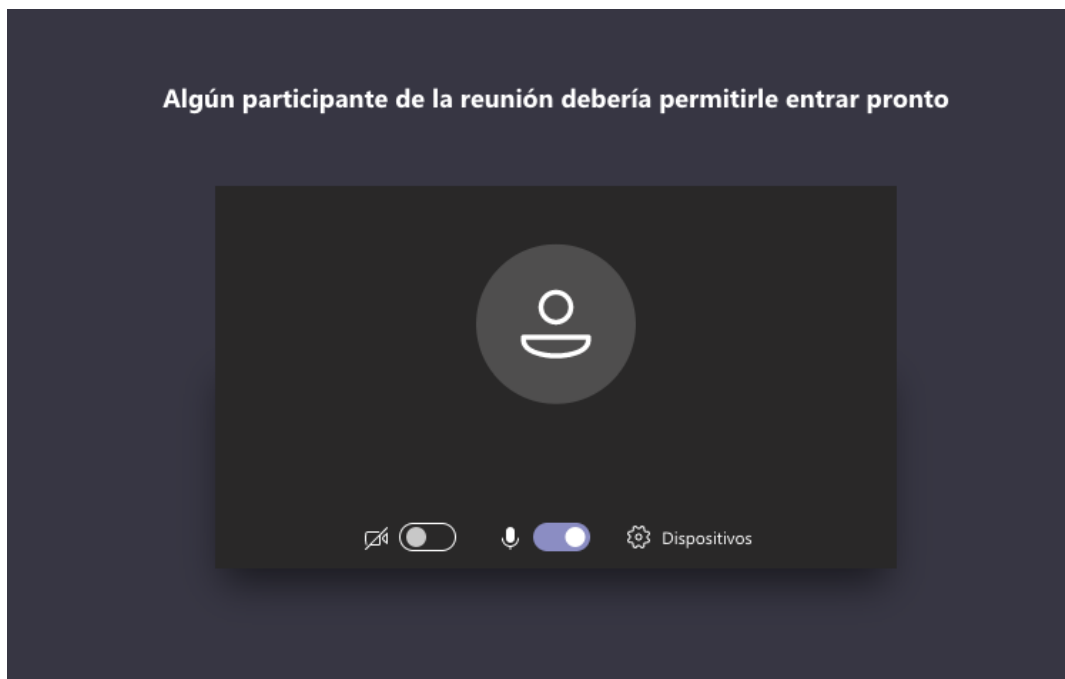 Algún participante de la reunión debería permitirle entrar pronto
Dispositivos